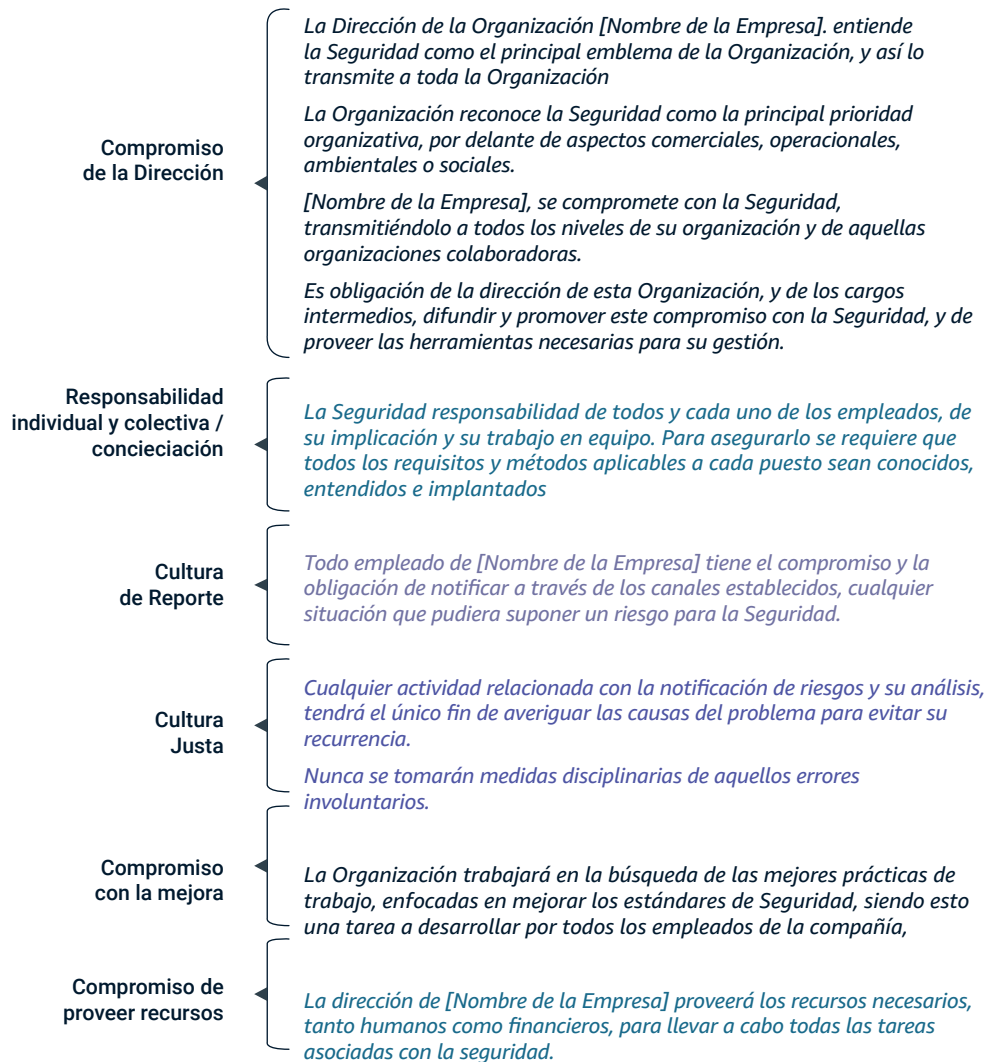 La Dirección de la Organización [Nombre de la Empresa]. entiende
la Seguridad como el principal emblema de la Organización, y así lo
transmite a toda la Organización
La Organización reconoce la Seguridad como la principal prioridad
organizativa, por delante de aspectos comerciales, operacionales,
ambientales o sociales.
Compromiso
de la Dirección
[Nombre de la Empresa], se compromete con la Seguridad,
transmitiéndolo a todos los niveles de su organización y de aquellas
organizaciones colaboradoras.
Es obligación de la dirección de esta Organización, y de los cargos
intermedios, difundir y promover este compromiso con la Seguridad, y de
proveer las herramientas necesarias para su gestión.
Responsabilidad
individual y colectiva /
concieciación
La Seguridad responsabilidad de todos y cada uno de los empleados, de
su implicación y su trabajo en equipo. Para asegurarlo se requiere que
todos los requisitos y métodos aplicables a cada puesto sean conocidos,
entendidos e implantados
Cultura
de Reporte
Todo empleado de [Nombre de la Empresa] tiene el compromiso y la
obligación de notificar a través de los canales establecidos, cualquier
situación que pudiera suponer un riesgo para la Seguridad.
Cultura
Justa
Cualquier actividad relacionada con la notificación de riesgos y su análisis,
tendrá el único fin de averiguar las causas del problema para evitar su
recurrencia.
Nunca se tomarán medidas disciplinarias de aquellos errores
involuntarios.
Compromiso
con la mejora
La Organización trabajará en la búsqueda de las mejores prácticas de
trabajo, enfocadas en mejorar los estándares de Seguridad, siendo esto
una tarea a desarrollar por todos los empleados de la compañía,
Compromiso de
proveer recursos
La dirección de [Nombre de la Empresa] proveerá los recursos necesarios,
tanto humanos como financieros, para llevar a cabo todas las tareas
asociadas con la seguridad.